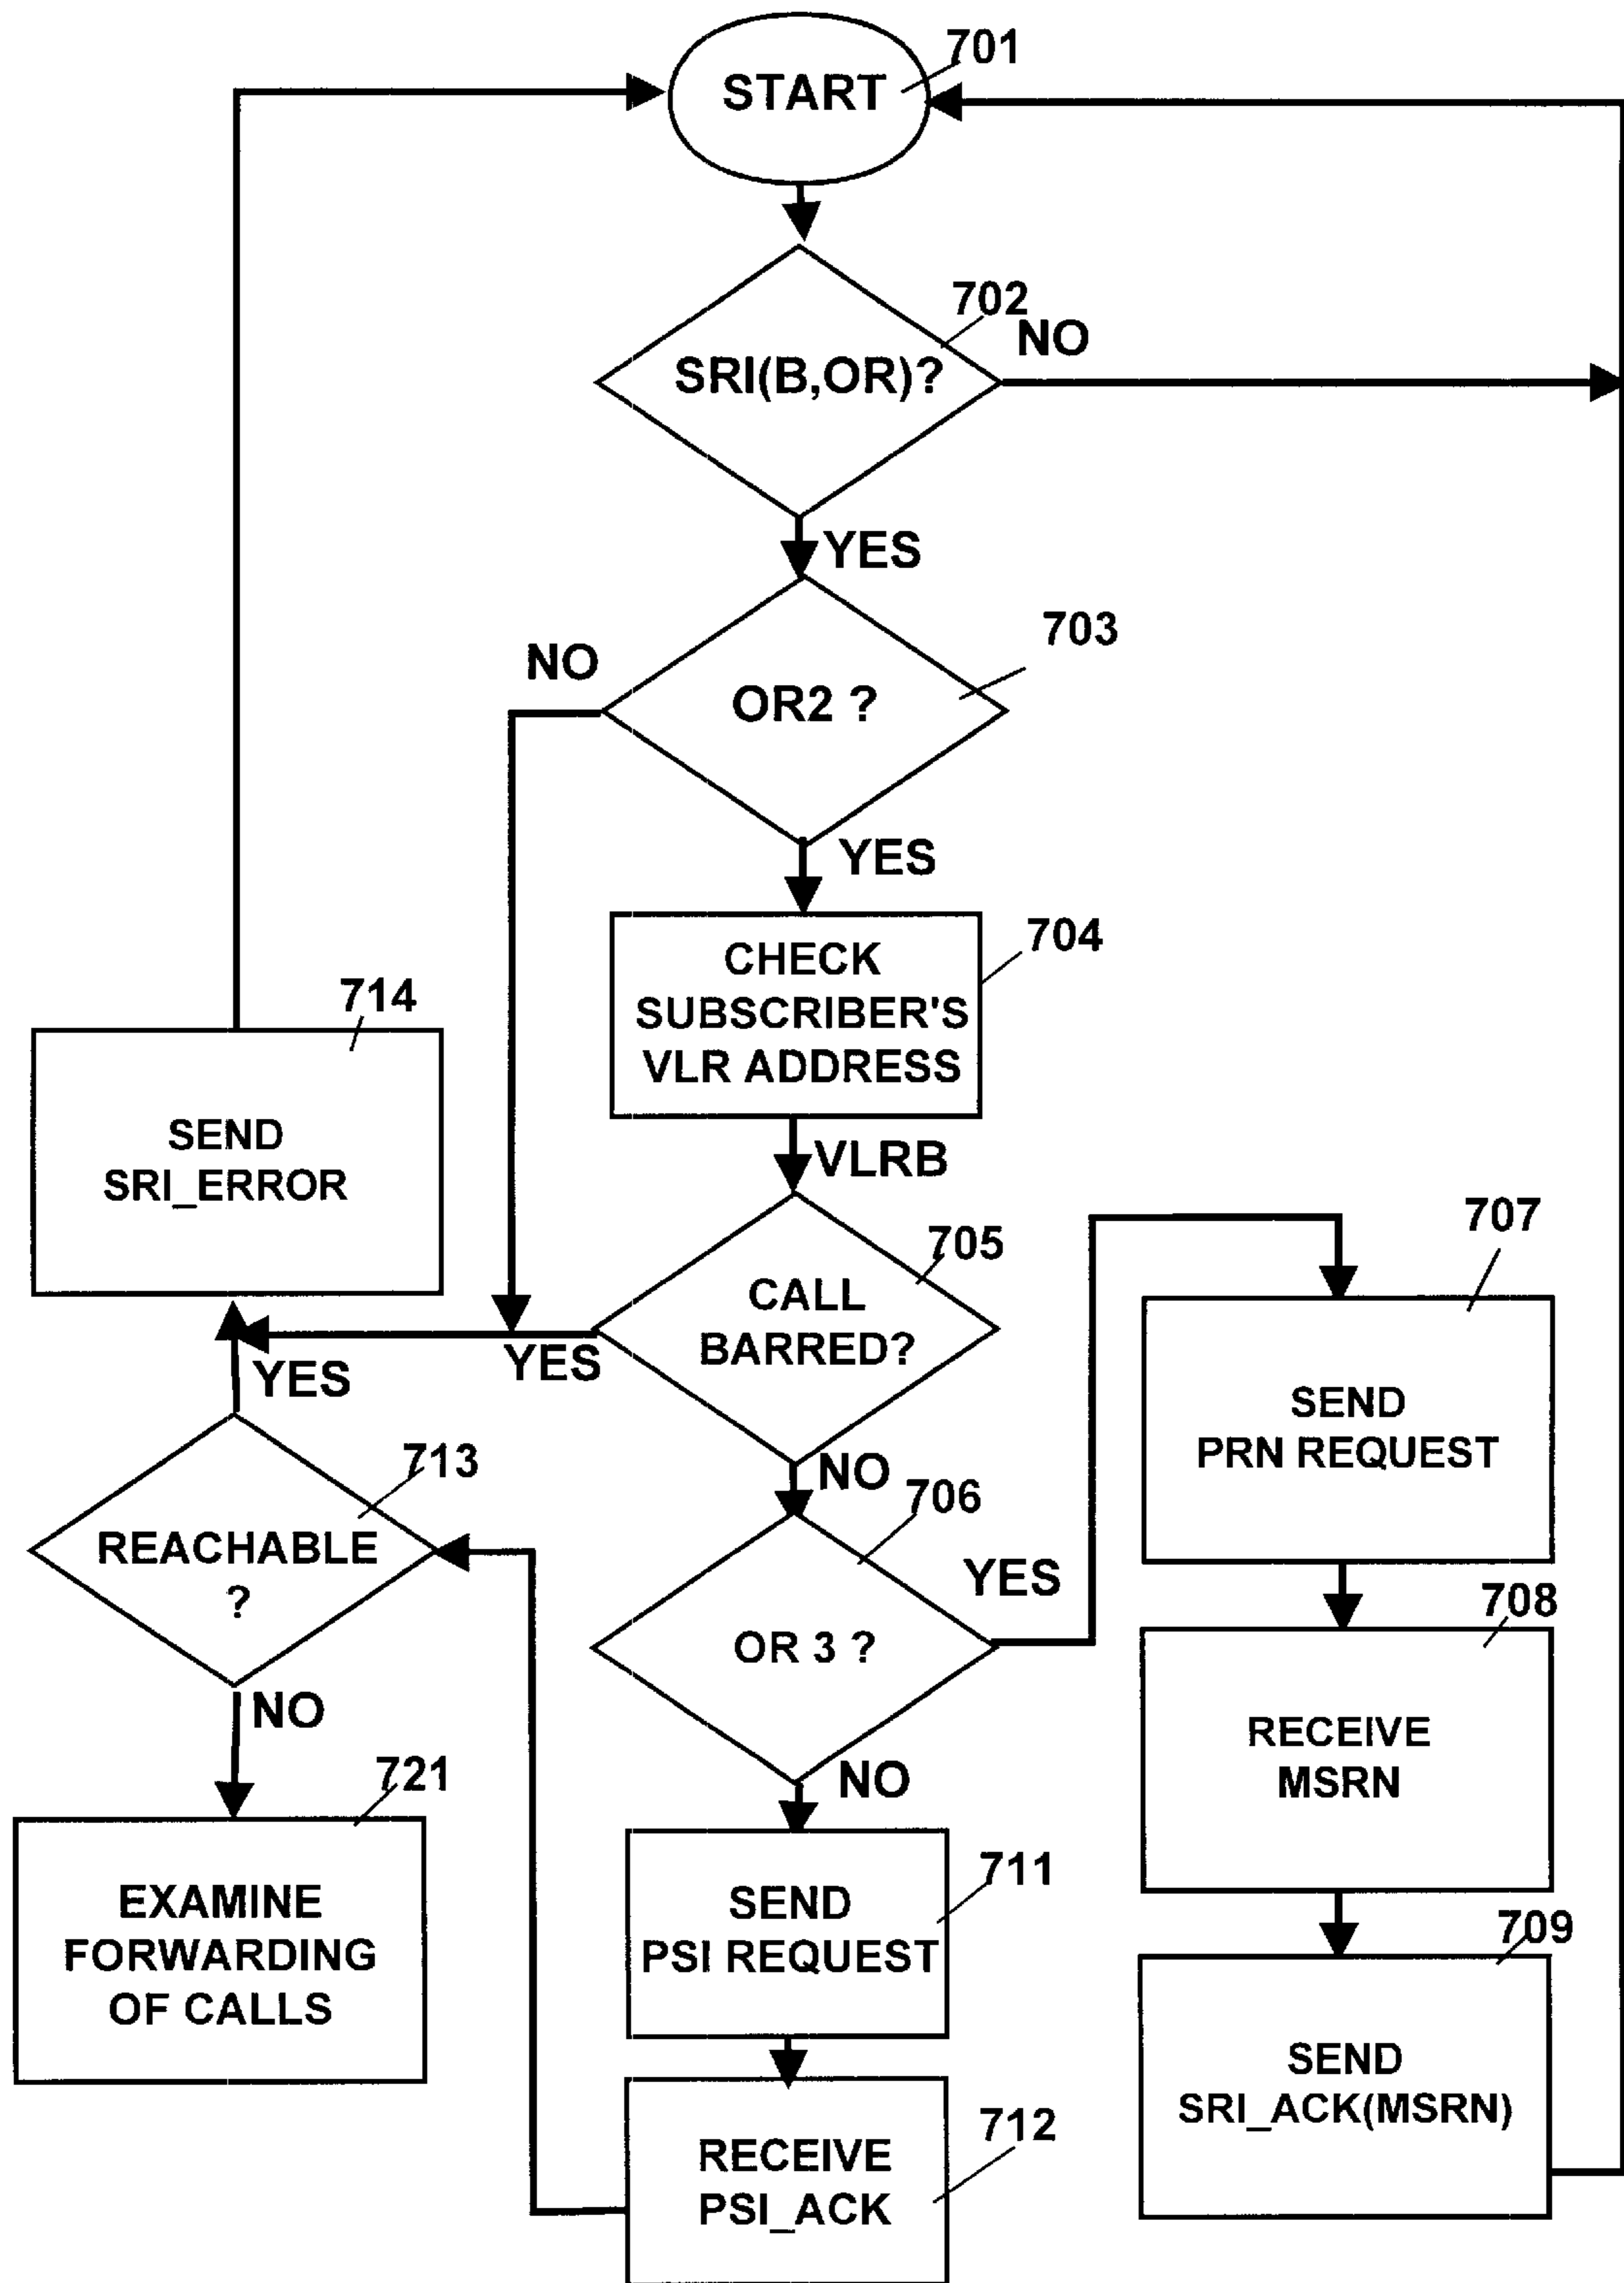 START
701
702
SRI(B,OR)?
NO
YES
703
NO
OR2 ?
YES
704
CHECK
SUBSCRIBER'S
VLR ADDRESS
714
SEND
SRI_ERROR
VLRB
705
CALL
BARRED?
YES
YES
NO
707
SEND
PRN REQUEST
713
REACHABLE
?
NO
706
OR 3 ?
YES
NO
708
RECEIVE
MSRN
721
EXAMINE
FORWARDING
OF CALLS
711
SEND
PSI REQUEST
709
SEND
SRI_ACK(MSRN)
712
RECEIVE
PSI_ACK